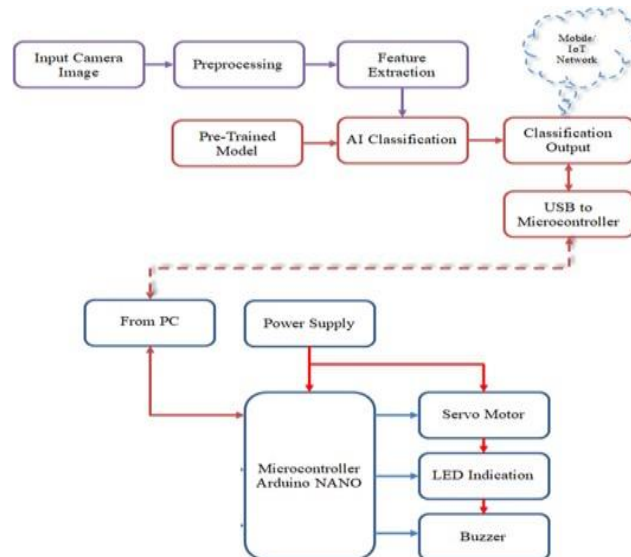 Mobile/
IoT
Network
Input Camera
Image
Preprocessing
Feature
Extraction
Pre-Trained
Model
AI Classification
Classification
Output
USB to
Microcontroller
From PC
Power Supply
Microcontroller
Arduino NANO
Servo Motor
LED Indication
Buzzer